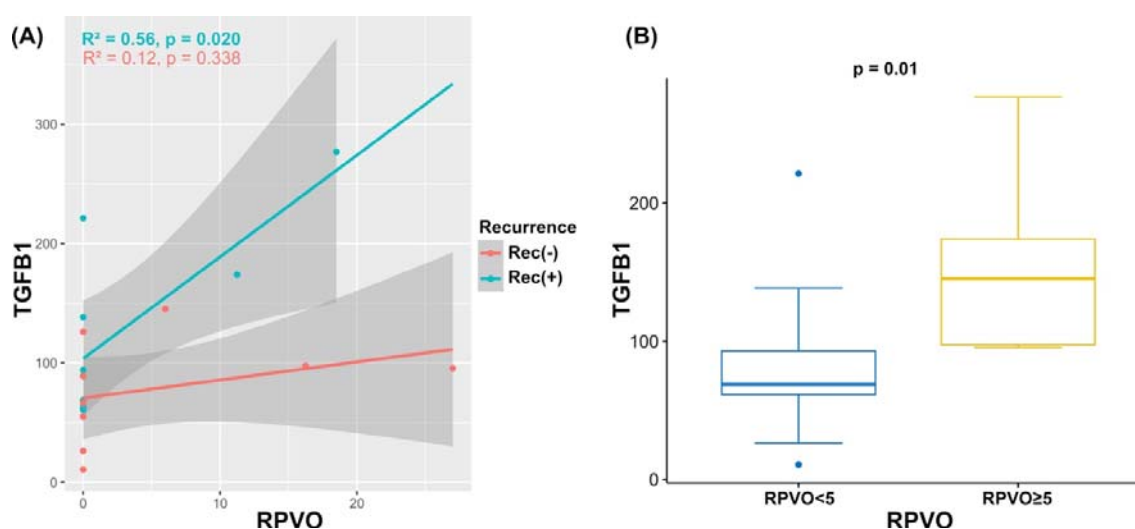 (A)
R² = 0.56, p = 0.020
R² = 0.12, p = 0.338
TGFB1
300
200
100
0
0
10
20
RPVO
Recurrence
Rec(-)
Rec(+)
(B)
p = 0.01
TGFB1
200
100
0
RPVO<5
RPVO≥5
RPVO